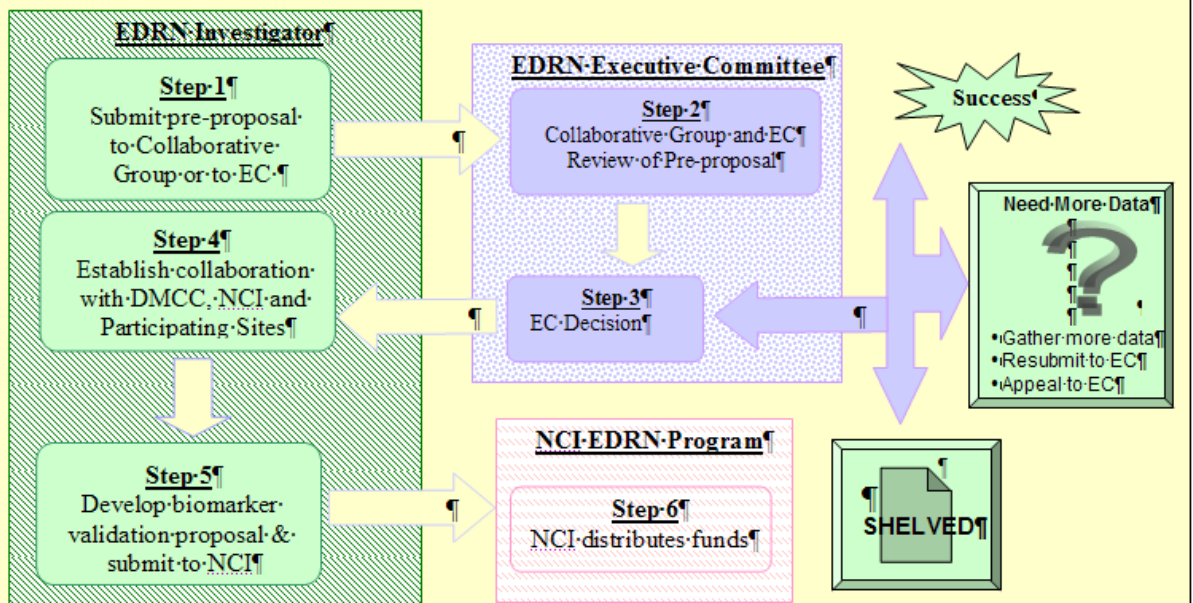 EDRN·Investigator¶
Step·1¶
Submit·pre-proposal·
to·Collaborative·
Group·or·to·EC·¶
¶
EDRN·Executive·Committee¶
Step·2¶
Collaborative·Group·and·EC¶
Review·of·Pre-proposal¶
Step·3¶
EC·Decision¶
¶
¶
Success¶
Need·More·Data¶
¶
¶
¶
¶
¶
?
¶
•Gather·more·data¶
•Resubmit·to·EC¶
•Appeal·to·EC¶
¶
¶
SHELVED¶
Step·4¶
Establish·collaboration·
with·DMCC,·NCI·and·
Participating·Sites¶
Step·5¶
Develop·biomarker·
validation·proposal·&·
submit·to·NCI¶
¶
NCI·EDRN·Program¶
Step·6¶
NCI·distributes·funds¶